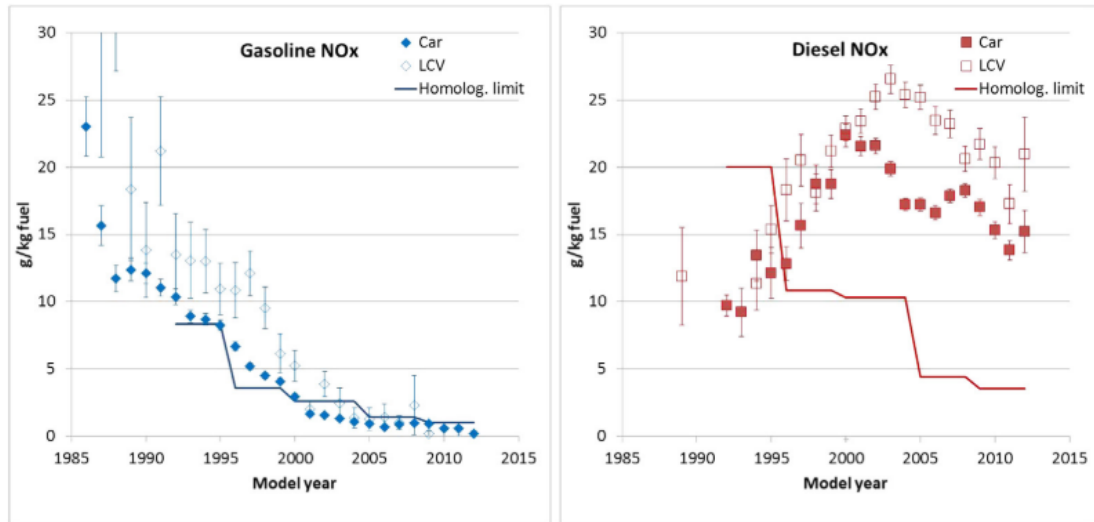 Gasoline NOx
Car
LCV
Homolog. limit
g/kg fuel
30
25
20
15
10
5
0
1985 1990 1995 2000 2005 2010 2015
Model year
Diesel NOx
Car
LCV
Homolog. limit
g/kg fuel
30
25
20
15
10
5
0
1985 1990 1995 2000 2005 2010 2015
Model year